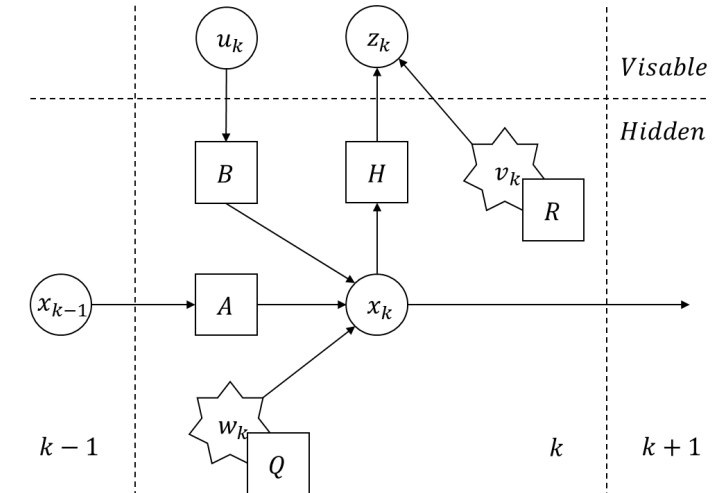 u_k
z_k
Visable
Hidden
B
H
v_k
R
x_{k-1}
A
x_k
w_k
Q
k − 1
k
k + 1